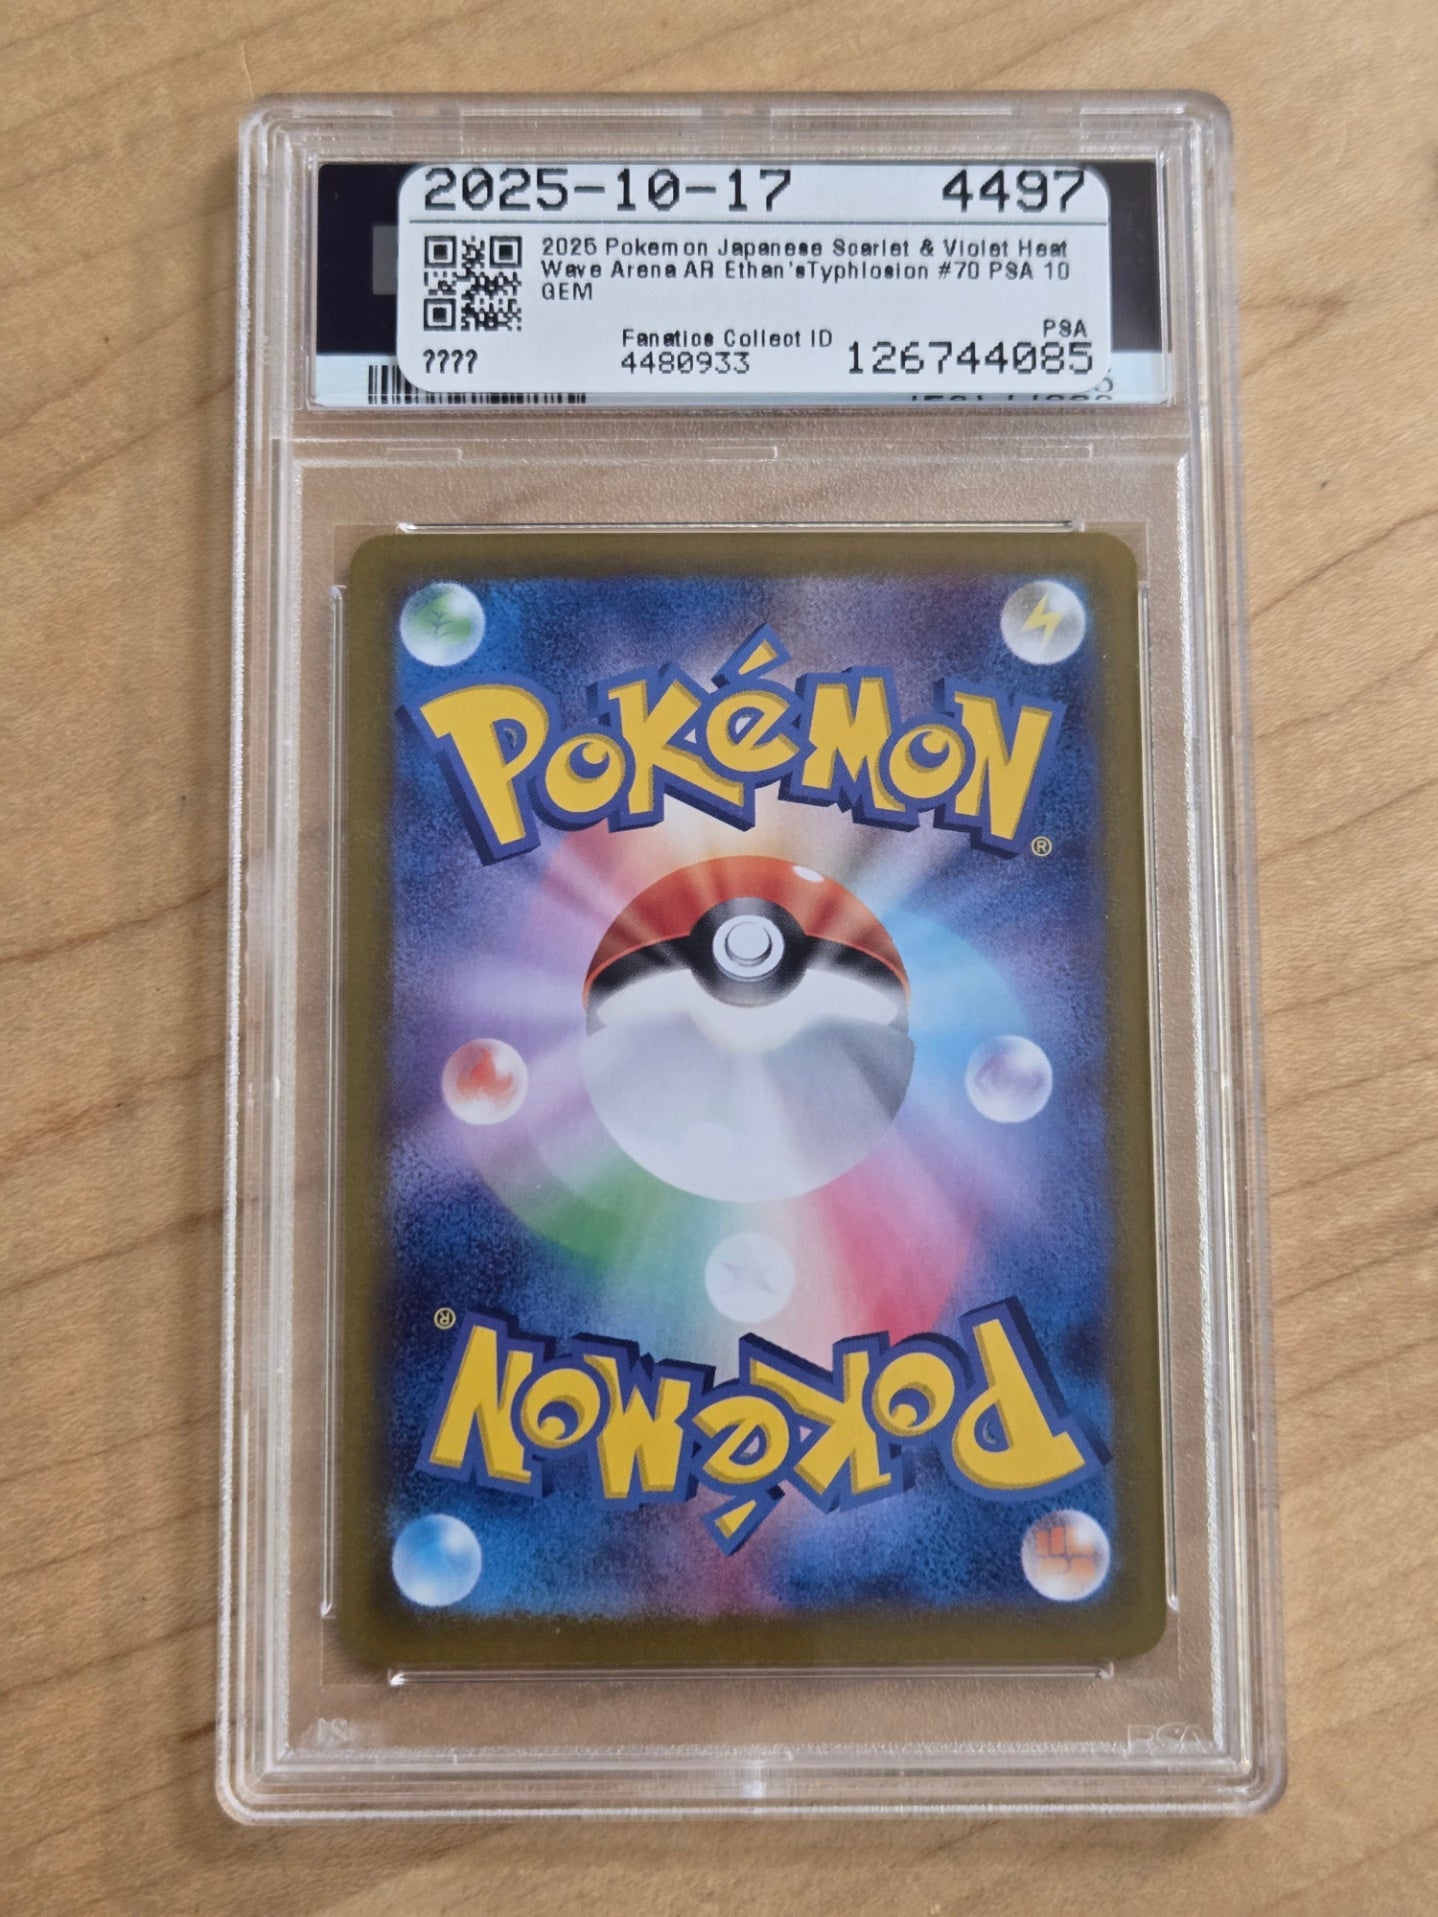 2025-10-17 4497
2025 Pokemon Japanese Scarlet & Violet Heat
Wave Arena AR Ethan'sTyphlosion #70 PSA 10
GEM
Fanatics Collect ID PSA
???? 4480933 126744085
POKéMON
®
®
POKéMON
PSA